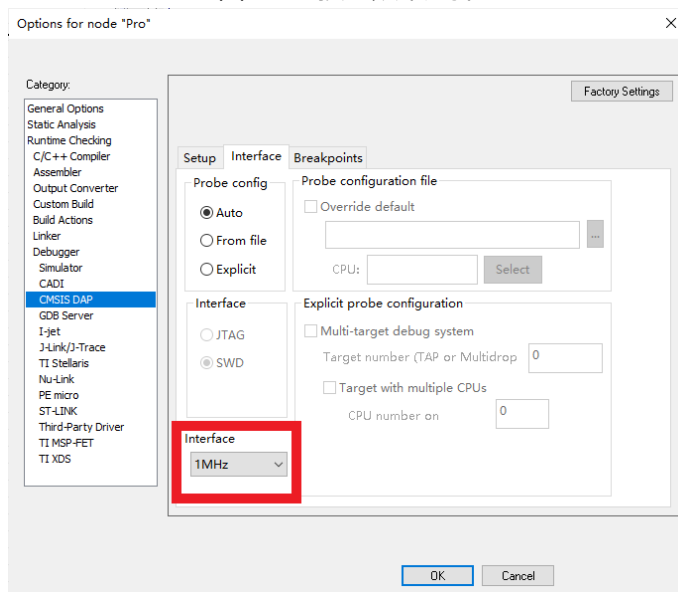 Options for node "Pro"
Category:
Factory Settings
General Options
Static Analysis
Runtime Checking
C/C++ Compiler
Assembler
Output Converter
Custom Build
Build Actions
Linker
Debugger
Simulator
CADI
CMSIS DAP
GDB Server
I-jet
J-Link/J-Trace
TI Stellaris
Nu-Link
PE micro
ST-LINK
Third-Party Driver
TI MSP-FET
TI XDS
Setup Interface Breakpoints
Probe config
Auto
From file
Explicit
Probe configuration file
Override default
...
CPU: Select
Interface
JTAG
SWD
Explicit probe configuration
Multi-target debug system
Target number (TAP or Multidrop 0
Target with multiple CPUs
CPU number on 0
Interface
1MHz
OK Cancel